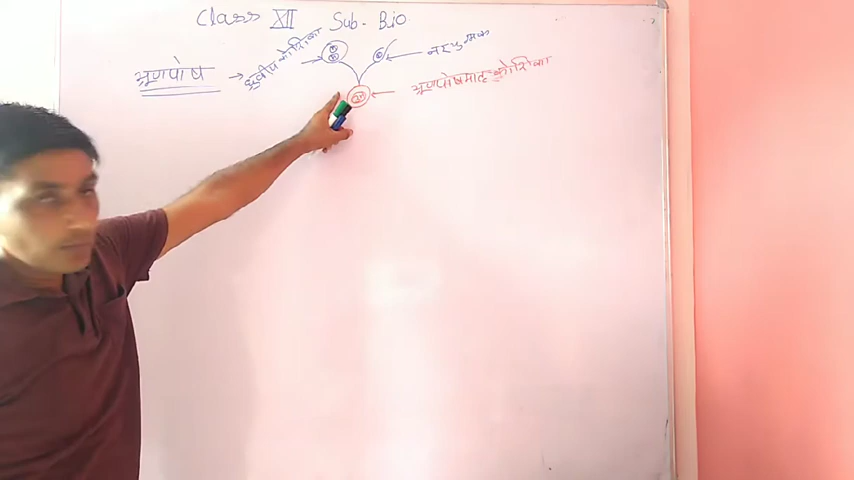 Class XII Sub- Bio
भ्रूणपोष
ध्रुवीय कोशिका
नर युग्मक
भ्रूणपोषमातृ कोशिका